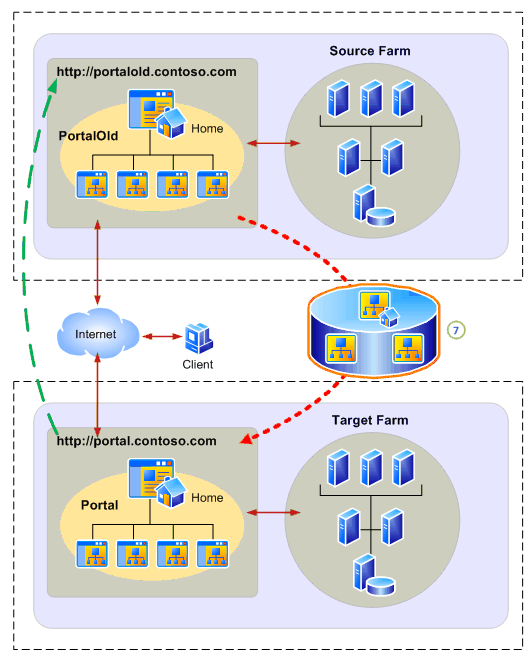 Source Farm
http://portalold.contoso.com
PortalOld
Home
Internet
Client
7
Target Farm
http://portal.contoso.com
Portal
Home